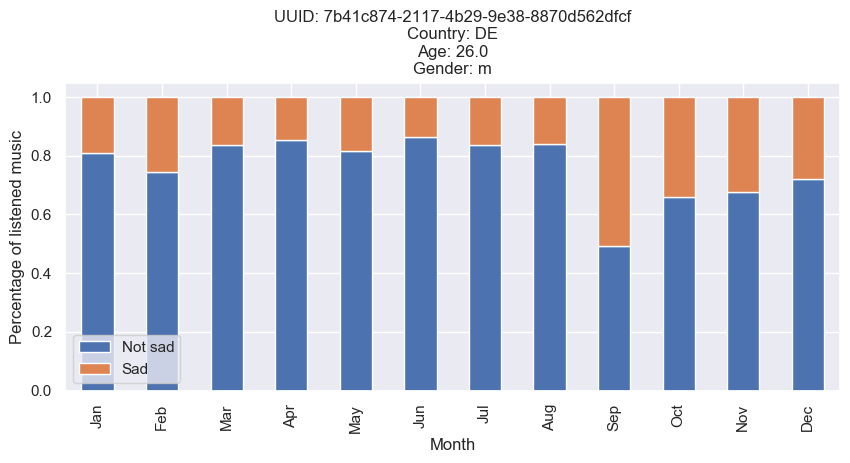 UUID: 7b41c874-2117-4b29-9e38-8870d562dfcf
Country: DE
Age: 26.0
Gender: m
Percentage of listened music
1.0
0.8
0.6
0.4
0.2
0.0
Not sad
Sad
Jan
Feb
Mar
Apr
May
Jun
Jul
Aug
Sep
Oct
Nov
Dec
Month